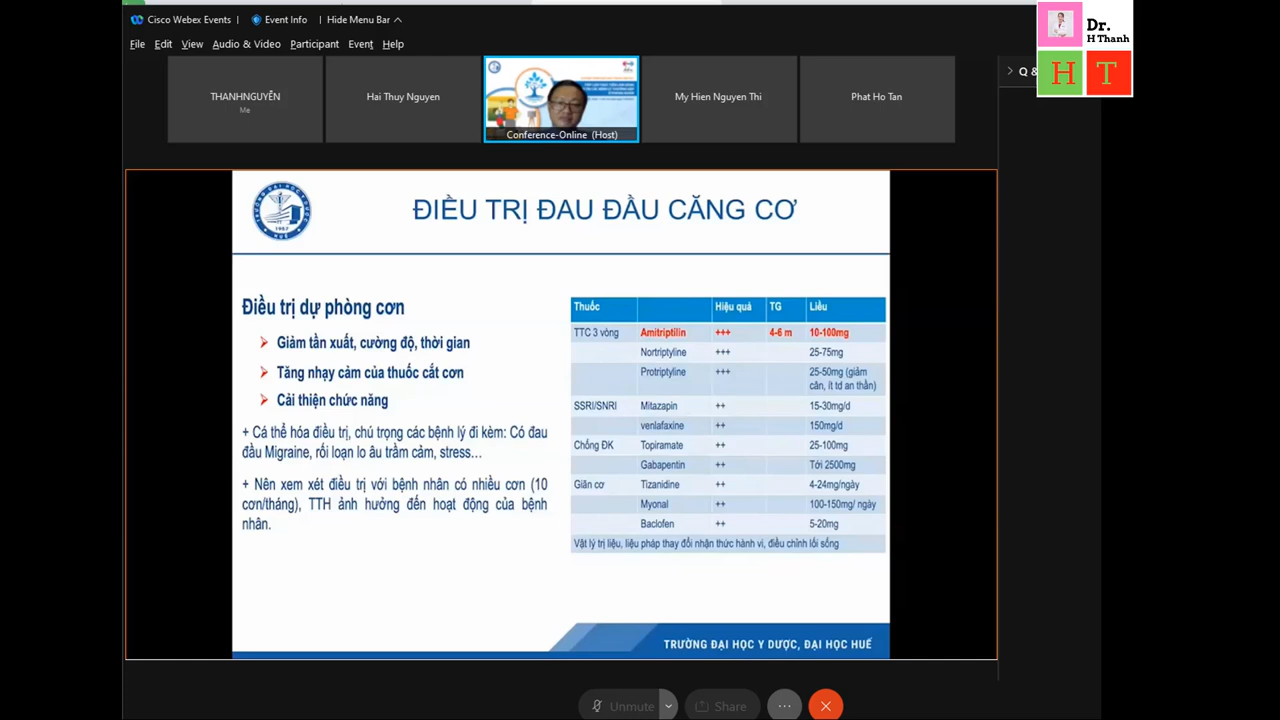 Cisco Webex Events
Event Info
Hide Menu Bar
Dr.
H Thanh
H T
File Edit View Audio & Video Participant Event Help
Q &
THANHNGUYỄN
Me
Hai Thuy Nguyen
Conference-Online (Host)
My Hien Nguyen Thi
Phat Ho Tan
ĐIỀU TRỊ ĐAU ĐẦU CĂNG CƠ
1957
HUẾ
Điều trị dự phòng cơn
Giảm tần xuất, cường độ, thời gian
Tăng nhạy cảm của thuốc cắt cơn
Cải thiện chức năng
+ Cá thể hóa điều trị, chú trọng các bệnh lý đi kèm: Có đau
đầu Migraine, rối loạn lo âu trầm cảm, stress…
+ Nên xem xét điều trị với bệnh nhân có nhiều cơn (10
cơn/tháng), TTH ảnh hưởng đến hoạt động của bệnh
nhân.
Thuốc Hiệu quả TG Liều
TTC 3 vòng Amitriptilin +++ 4-6 m 10-100mg
Nortriptyline +++ 25-75mg
Protriptyline +++ 25-50mg (giảm
cân, ít td an thần)
SSRI/SNRI Mitazapin ++ 15-30mg/d
venlafaxine ++ 150mg/d
Chống ĐK Topiramate ++ 25-100mg
Gabapentin ++ Tới 2500mg
Giãn cơ Tizanidine ++ 4-24mg/ngày
Myonal ++ 100-150mg/ ngày
Baclofen ++ 5-20mg
Vật lý trị liệu, liệu pháp thay đổi nhận thức hành vi, điều chỉnh lối sống
TRƯỜNG ĐẠI HỌC Y DƯỢC, ĐẠI HỌC HUẾ
Unmute
Share